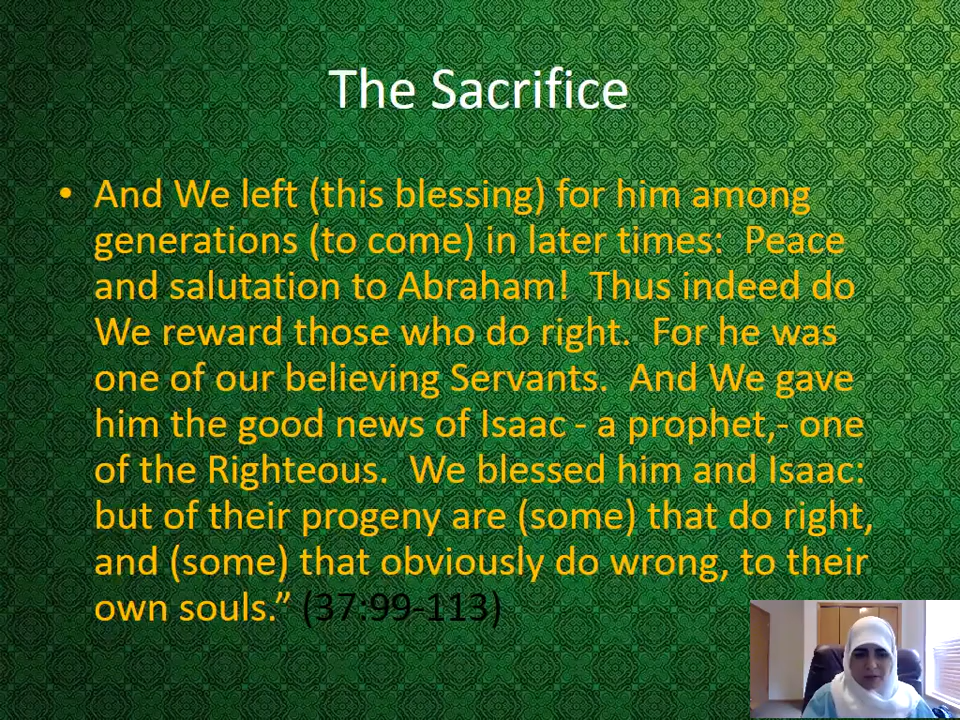 The Sacrifice
• And We left (this blessing) for him among
generations (to come) in later times:  Peace
and salutation to Abraham!  Thus indeed do
We reward those who do right.  For he was
one of our believing Servants.  And We gave
him the good news of Isaac - a prophet,- one
of the Righteous.  We blessed him and Isaac:
but of their progeny are (some) that do right,
and (some) that obviously do wrong, to their
own souls.” (37:99-113)